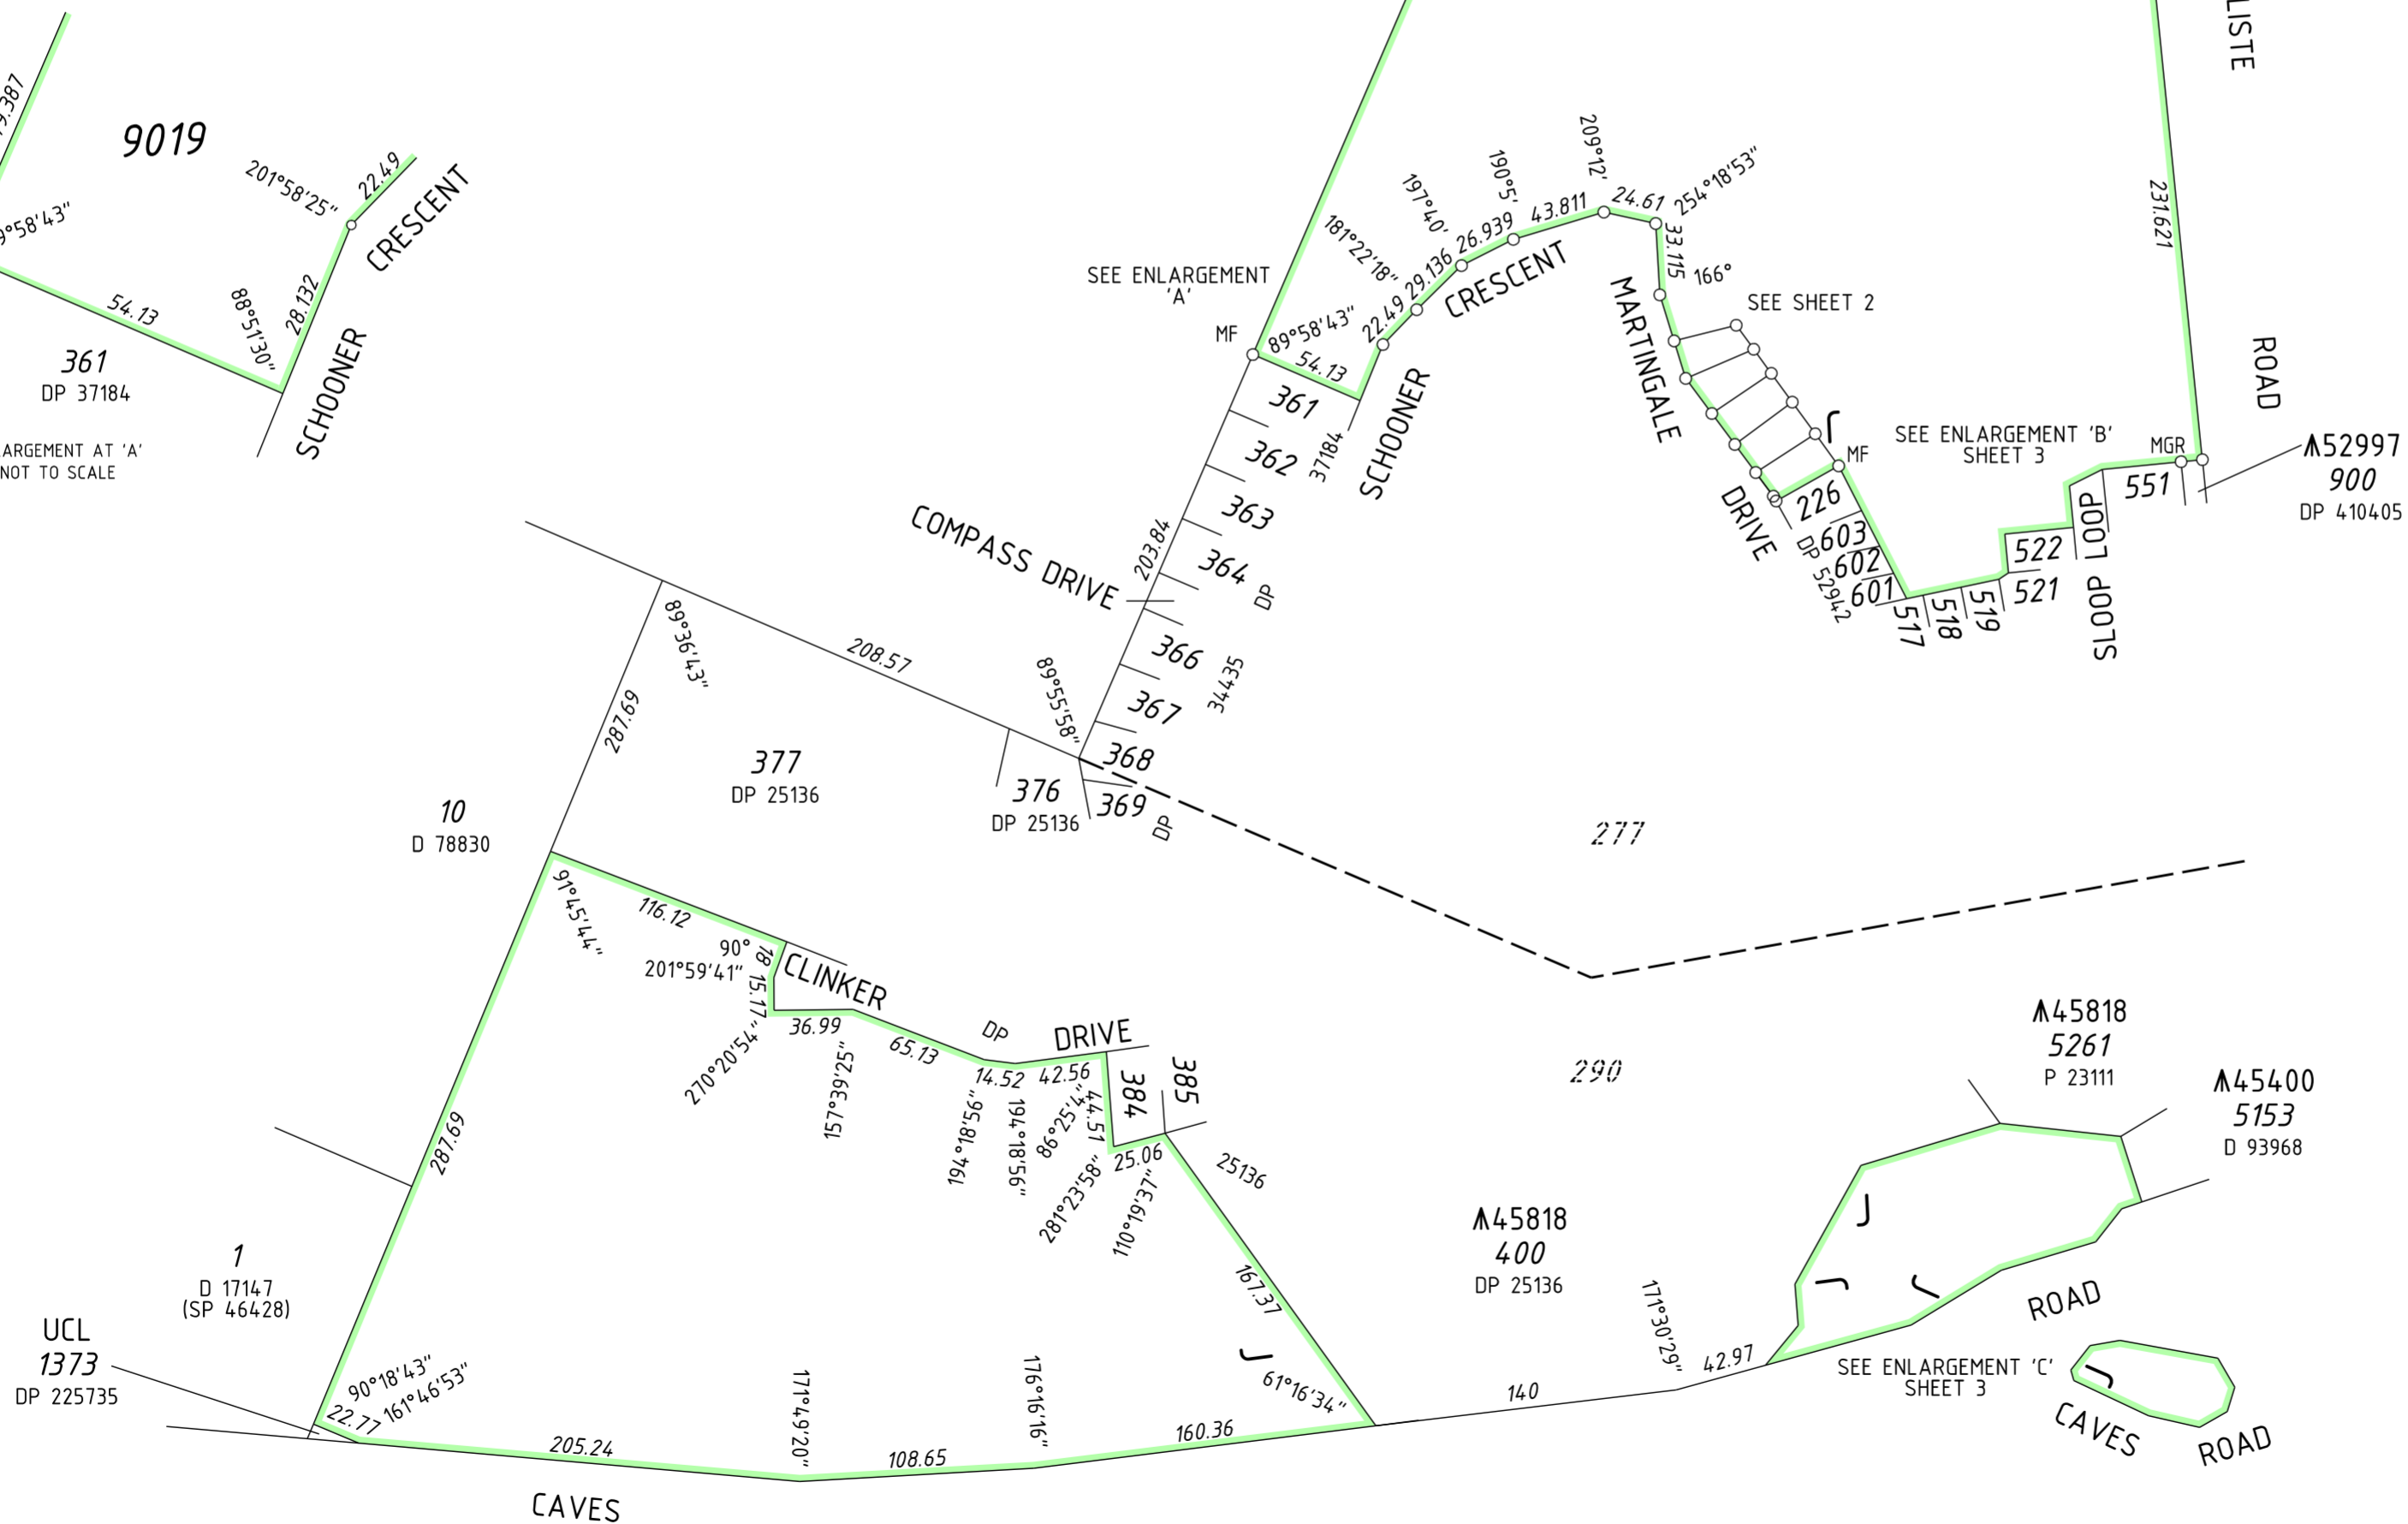 LISTE
9019
201°58'25"
22.49
CRESCENT
28.132
88°51'30"
54.13
361
DP 37184
SCHOONER
NOT TO SCALE
SEE ENLARGEMENT
'A'
MF
89°58'43"
54.13
22.49
29.136
26.939
43.811
24.61
181°22'18"
197°40'
190°5'
209°12'
254°18'53"
33.115
166°
CRESCENT
SCHOONER
MARTINGALE
DRIVE
SEE SHEET 2
231.621
ROAD
SEE ENLARGEMENT 'B'
SHEET 3
MGR
MF
52997
900
DP 410405
551
522
521
519
518
517
601
602
603
226
DP 52942
SLOOP LOOP
361
37184
362
363
364
DP
366
34435
367
368
369
DP
203.84
COMPASS DRIVE
89°36'43"
208.57
89°55'58"
287.69
377
DP 25136
376
DP 25136
10
D 78830
277
290
91°45'44"
116.12
90°
18
201°59'41"
15.17
CLINKER
270°20'54"
36.99
157°39'25"
65.13
DP
DRIVE
14.52
42.56
194°18'56"
194°18'56"
86°25'4"
44.51
384
385
281°23'58"
25.06
110°19'37"
25136
167.37
61°16'34"
287.69
1
D 17147
(SP 46428)
UCL
1373
DP 225735
90°18'43"
161°46'53"
22.77
205.24
171°49'20"
108.65
176°16'16"
160.36
140
171°30'29"
42.97
CAVES
45818
400
DP 25136
45818
5261
P 23111
45400
5153
D 93968
ROAD
SEE ENLARGEMENT 'C'
SHEET 3
CAVES
ROAD